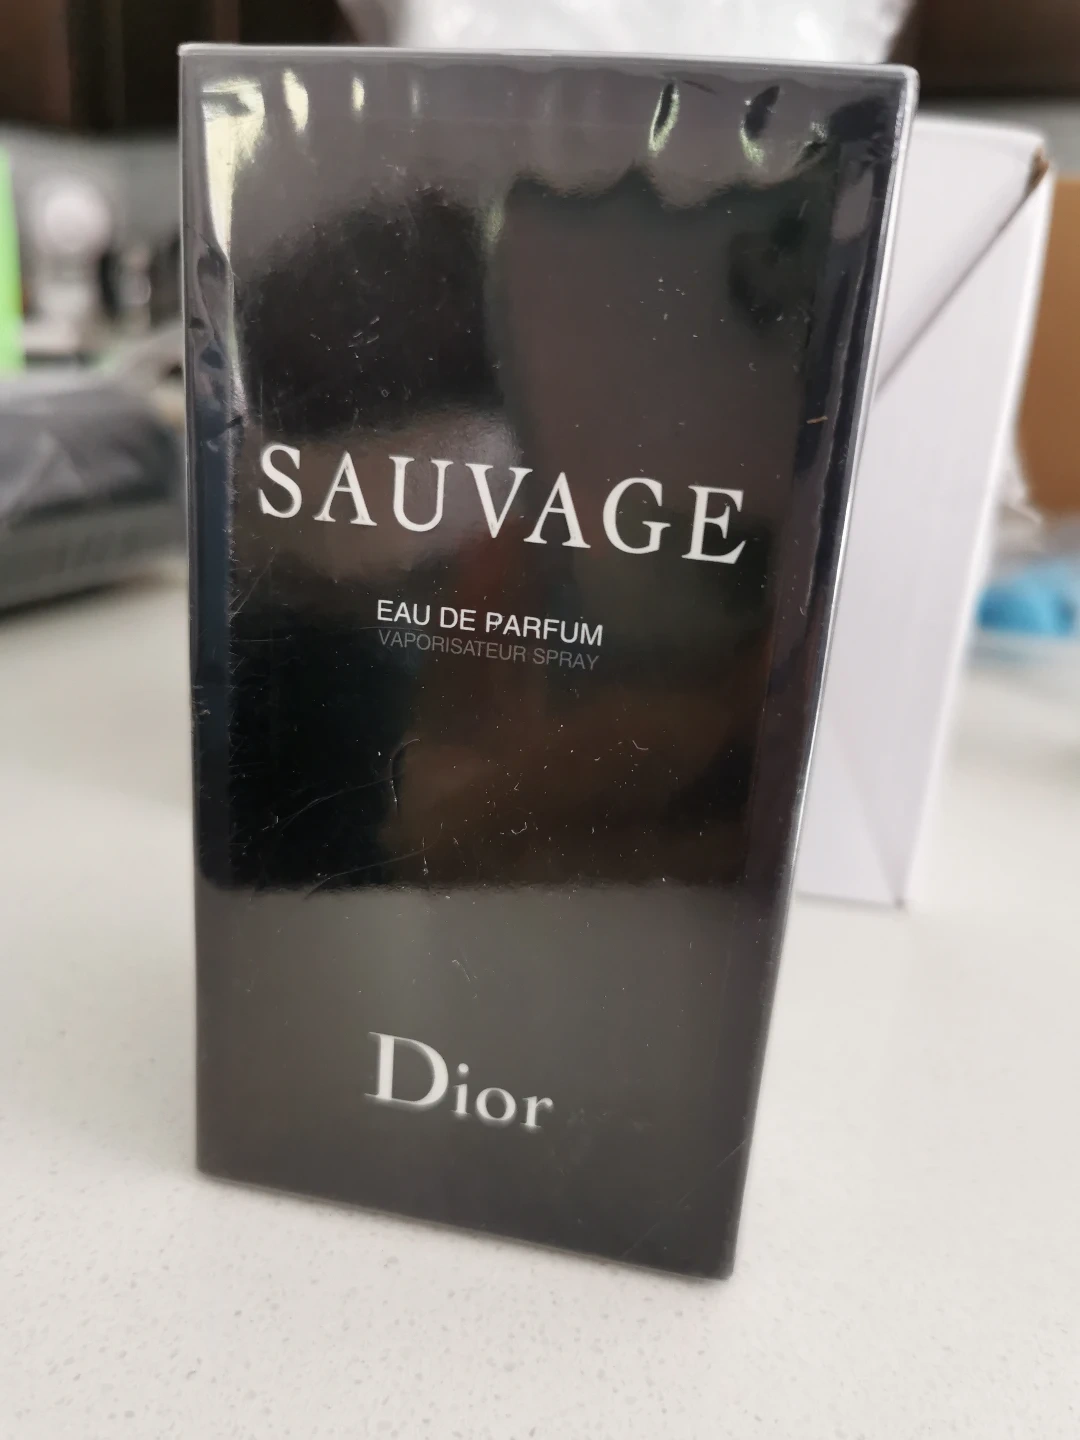 SAUVAGE
EAU DE PARFUM
VAPORISATEUR SPRAY
Dior